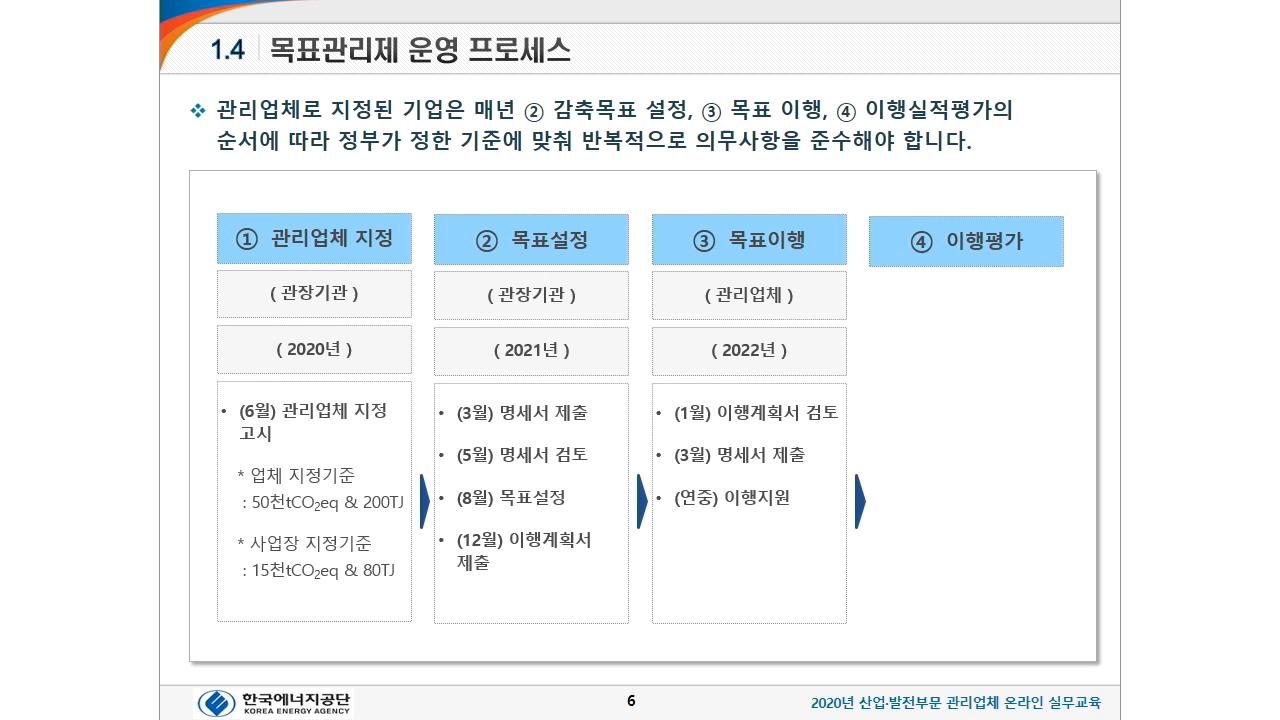 1.4 목표관리제 운영 프로세스
❖ 관리업체로 지정된 기업은 매년 ② 감축목표 설정, ③ 목표 이행, ④ 이행실적평가의
순서에 따라 정부가 정한 기준에 맞춰 반복적으로 의무사항을 준수해야 합니다.
① 관리업체 지정
( 관장기관 )
( 2020년 )
• (6월) 관리업체 지정
고시
* 업체 지정기준
: 50천tCO₂eq & 200TJ
* 사업장 지정기준
: 15천tCO₂eq & 80TJ
② 목표설정
( 관장기관 )
( 2021년 )
• (3월) 명세서 제출
• (5월) 명세서 검토
• (8월) 목표설정
• (12월) 이행계획서
제출
③ 목표이행
( 관리업체 )
( 2022년 )
• (1월) 이행계획서 검토
• (3월) 명세서 제출
• (연중) 이행지원
④ 이행평가
한국에너지공단
KOREA ENERGY AGENCY
6
2020년 산업·발전부문 관리업체 온라인 실무교육